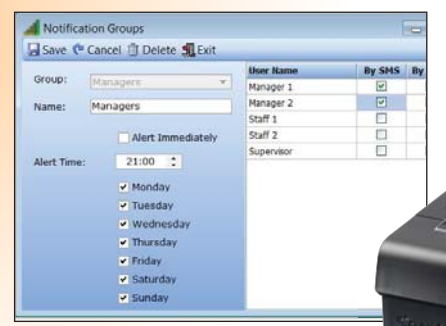 Notification Groups
Save Cancel Delete Exit
Group: Managers
Name: Managers
Alert Immediately
Alert Time: 21:00
Monday
Tuesday
Wednesday
Thursday
Friday
Saturday
Sunday
User Name By SMS By
Manager 1
Manager 2
Staff 1
Staff 2
Supervisor